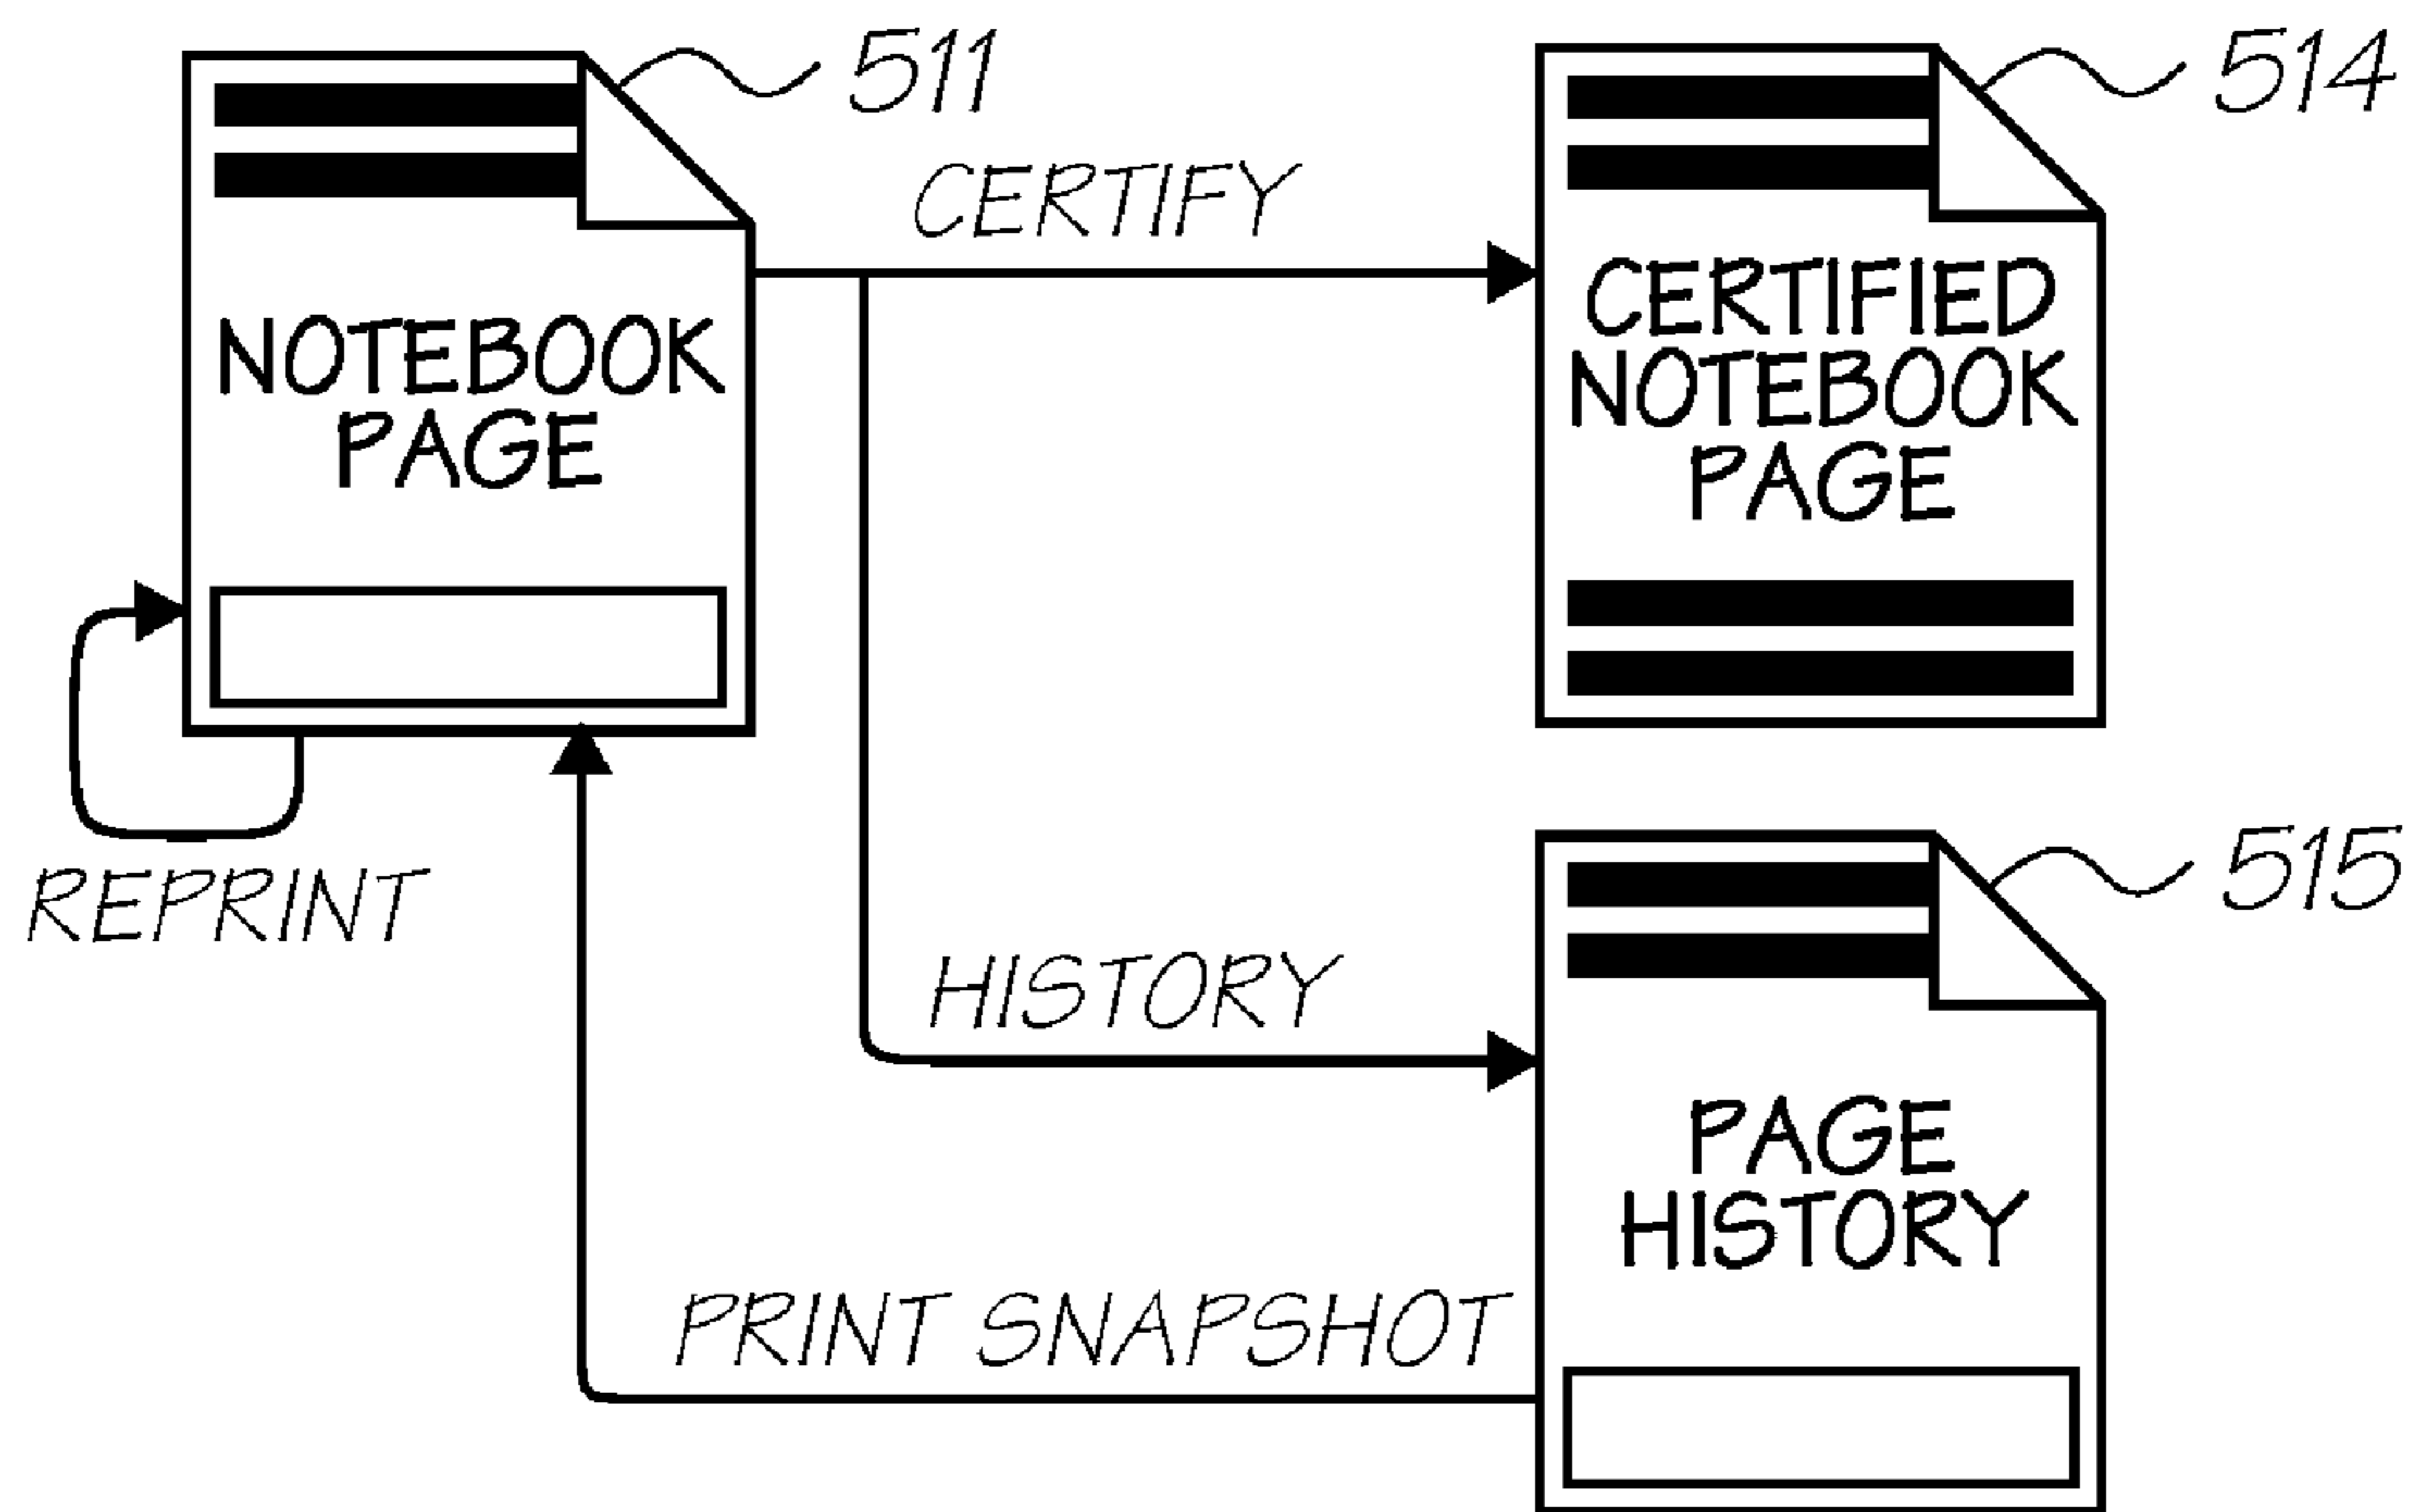 511
514
CERTIFY
NOTEBOOK
PAGE
CERTIFIED
NOTEBOOK
PAGE
REPRINT
515
HISTORY
PAGE
HISTORY
PRINT SNAPSHOT